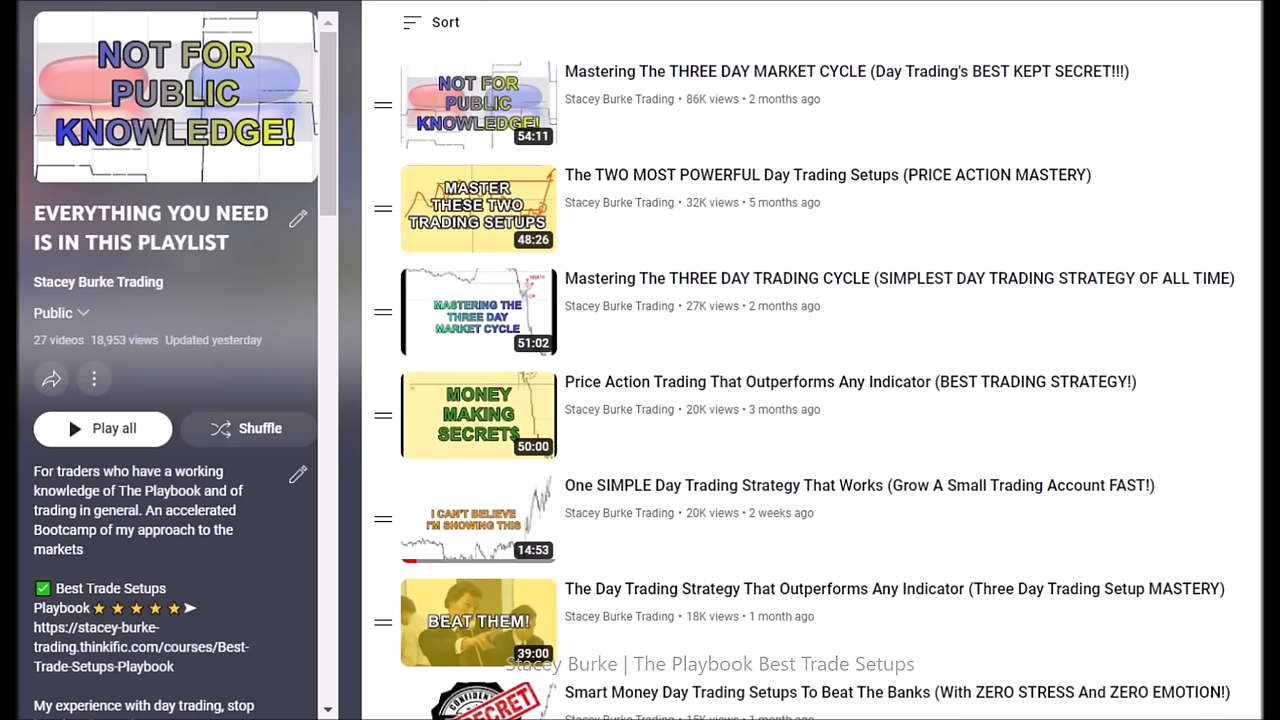 NOT FOR
PUBLIC
KNOWLEDGE!
EVERYTHING YOU NEED
IS IN THIS PLAYLIST
Stacey Burke Trading
Public
27 videos 18,953 views Updated yesterday
Play all
Shuffle
For traders who have a working
knowledge of The Playbook and of
trading in general. An accelerated
Bootcamp of my approach to the
markets
✅ Best Trade Setups
Playbook ⭐ ⭐ ⭐ ⭐ ⭐ ➤
https://stacey-burke-
trading.thinkific.com/courses/Best-
Trade-Setups-Playbook
My experience with day trading, stop
Sort
NOT FOR
PUBLIC
KNOWLEDGE!
54:11
Mastering The THREE DAY MARKET CYCLE (Day Trading's BEST KEPT SECRET!!!)
Stacey Burke Trading • 86K views • 2 months ago
MASTER
THESE TWO
TRADING SETUPS
48:26
The TWO MOST POWERFUL Day Trading Setups (PRICE ACTION MASTERY)
Stacey Burke Trading • 32K views • 5 months ago
MASTERING THE
THREE DAY
MARKET CYCLE
51:02
Mastering The THREE DAY TRADING CYCLE (SIMPLEST DAY TRADING STRATEGY OF ALL TIME)
Stacey Burke Trading • 27K views • 2 months ago
MONEY
MAKING
SECRET$
50:00
Price Action Trading That Outperforms Any Indicator (BEST TRADING STRATEGY!)
Stacey Burke Trading • 20K views • 3 months ago
I CAN'T BELIEVE
I'M SHOWING THIS
14:53
One SIMPLE Day Trading Strategy That Works (Grow A Small Trading Account FAST!)
Stacey Burke Trading • 20K views • 2 weeks ago
BEAT THEM!
39:00
The Day Trading Strategy That Outperforms Any Indicator (Three Day Trading Setup MASTERY)
Stacey Burke Trading • 18K views • 1 month ago
Stacey Burke | The Playbook Best Trade Setups
Smart Money Day Trading Setups To Beat The Banks (With ZERO STRESS And ZERO EMOTION!)
Stacey Burke Trading • 15K views • 1 month ago